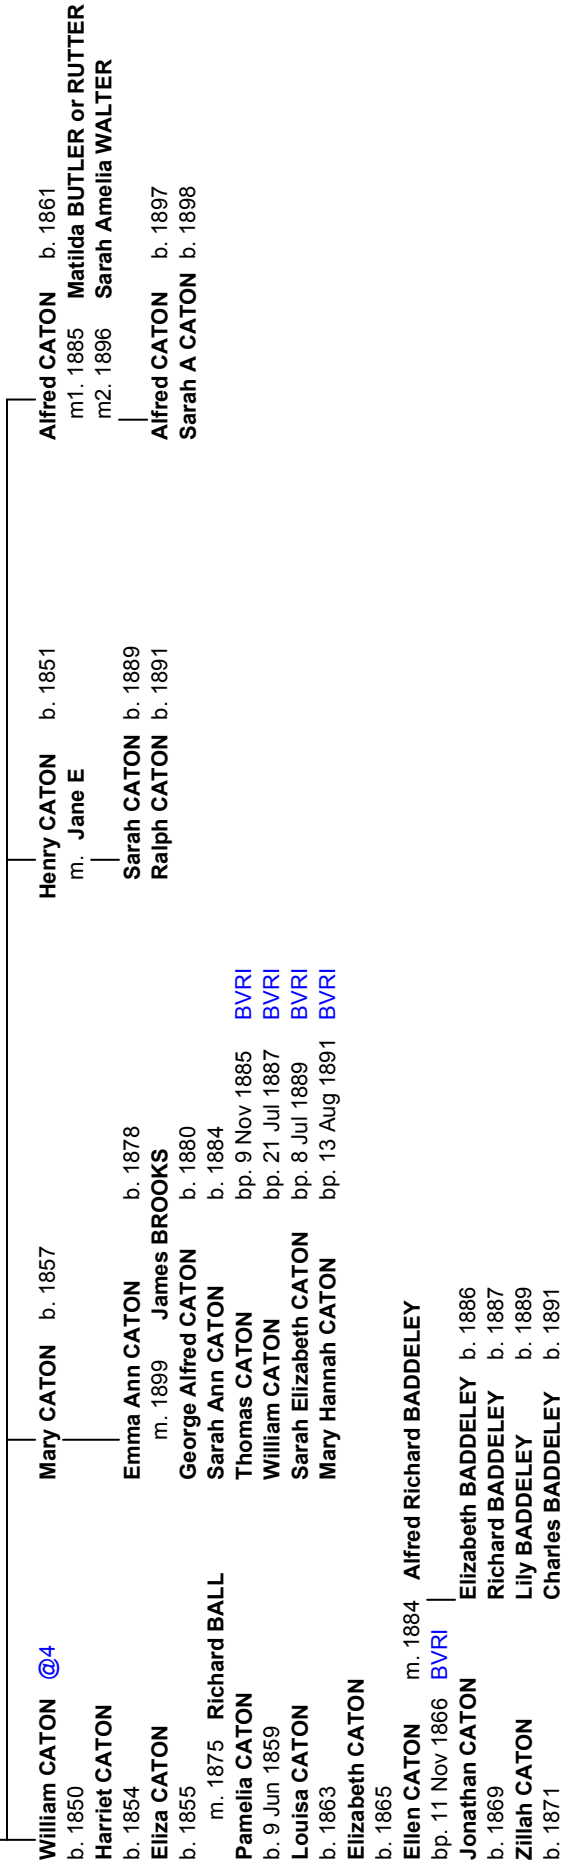 William CATON @4
b. 1850
Harriet CATON
b. 1854
Eliza CATON
b. 1855
m. 1875 Richard BALL
Pamelia CATON
b. 9 Jun 1859
Louisa CATON
b. 1863
Elizabeth CATON
b. 1865
Ellen CATON m. 1884 Alfred Richard BADDELEY
bp. 11 Nov 1866 BVRI
Jonathan CATON
b. 1869
Zillah CATON
b. 1871
Elizabeth BADDELEY b. 1886
Richard BADDELEY b. 1887
Lily BADDELEY b. 1889
Charles BADDELEY b. 1891
Mary CATON b. 1857
Emma Ann CATON b. 1878
m. 1899 James BROOKS
George Alfred CATON b. 1880
Sarah Ann CATON b. 1884
Thomas CATON bp. 9 Nov 1885 BVRI
William CATON bp. 21 Jul 1887 BVRI
Sarah Elizabeth CATON bp. 8 Jul 1889 BVRI
Mary Hannah CATON bp. 13 Aug 1891 BVRI
Henry CATON b. 1851
m. Jane E
Sarah CATON b. 1889
Ralph CATON b. 1891
Alfred CATON b. 1861
m1. 1885 Matilda BUTLER or RUTTER
m2. 1896 Sarah Amelia WALTER
Alfred CATON b. 1897
Sarah A CATON b. 1898